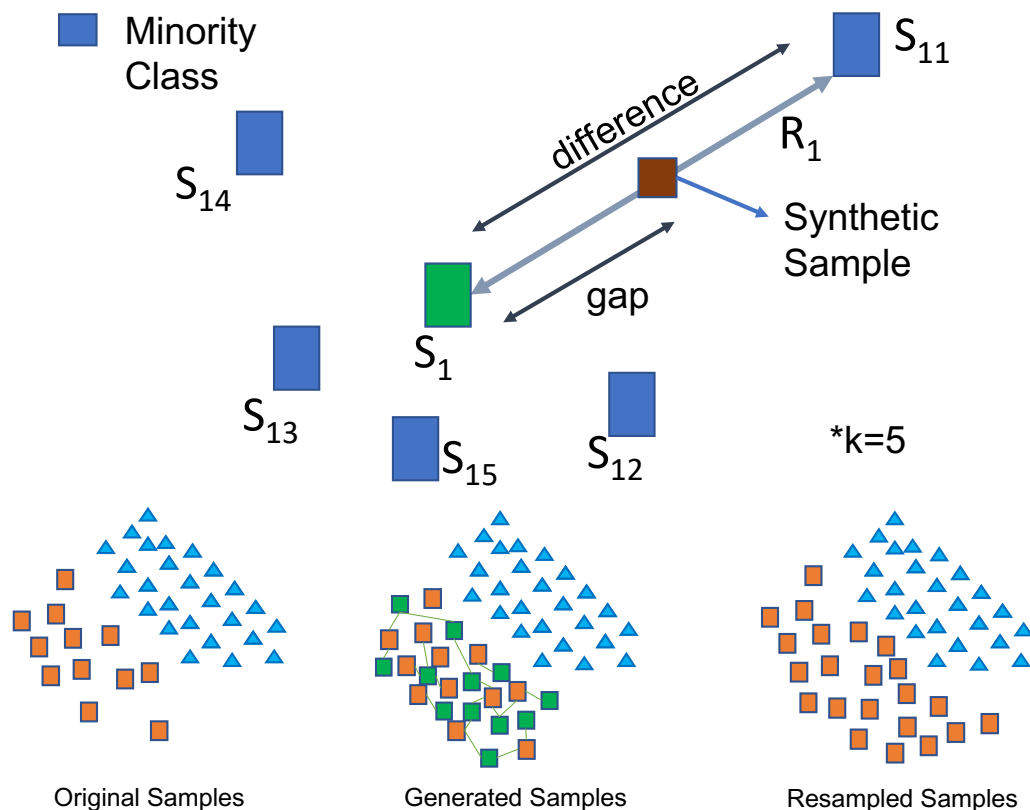 Minority
Class
S₁₁
difference
R₁
S₁₄
Synthetic
Sample
gap
S₁
S₁₃
S₁₅
S₁₂
*k=5
Original Samples
Generated Samples
Resampled Samples